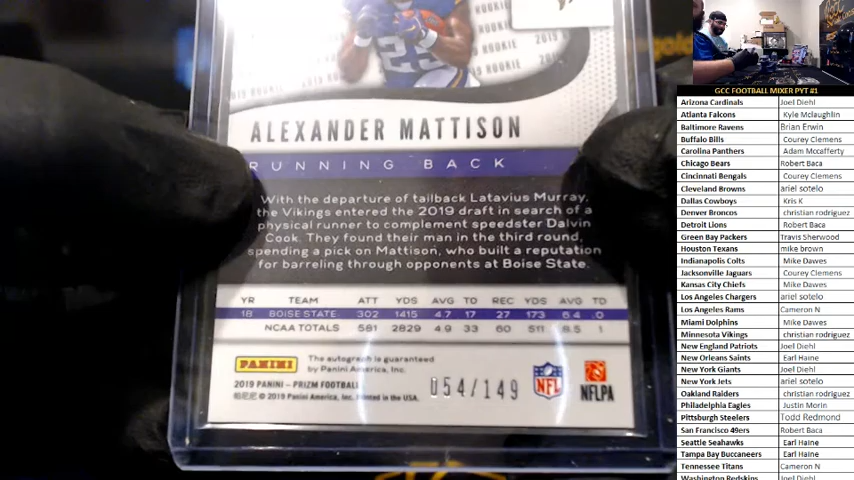 ALEXANDER MATTISON
RUNNING BACK
With the departure of tailback Latavius Murray,
the Vikings entered the 2019 draft in search of a
physical runner to complement speedster Dalvin
Cook. They found their man in the third round,
spending a pick on Mattison, who built a reputation
for barreling through opponents at Boise State.
YR TEAM ATT YDS AVG TD REC YDS AVG TD
18 BOISE STATE 302 1415 4.7 17 27 173 6.4 0
NCAA TOTALS 581 2829 4.9 33 60 511 8.5 1
PANINI
The autograph is guaranteed
by Panini America, Inc.
2019 PANINI – PRIZM FOOTBALL
© 2019 Panini America, Inc. Printed in the USA.
054/149
NFL
NFLPA
GCC FOOTBALL MIXER PYT #1
Arizona Cardinals Joel Diehl
Atlanta Falcons Kyle Mclaughlin
Baltimore Ravens Brian Erwin
Buffalo Bills Courey Clemens
Carolina Panthers Adam Mccafferty
Chicago Bears Robert Baca
Cincinnati Bengals Courey Clemens
Cleveland Browns ariel sotelo
Dallas Cowboys Kris K
Denver Broncos christian rodriguez
Detroit Lions Robert Baca
Green Bay Packers Travis Sherwood
Houston Texans mike brown
Indianapolis Colts Mike Dawes
Jacksonville Jaguars Courey Clemens
Kansas City Chiefs Mike Dawes
Los Angeles Chargers ariel sotelo
Los Angeles Rams Cameron N
Miami Dolphins Mike Dawes
Minnesota Vikings christian rodriguez
New England Patriots Joel Diehl
New Orleans Saints Earl Haine
New York Giants Joel Diehl
New York Jets ariel sotelo
Oakland Raiders christian rodriguez
Philadelphia Eagles Justin Morin
Pittsburgh Steelers Todd Redmond
San Francisco 49ers Robert Baca
Seattle Seahawks Earl Haine
Tampa Bay Buccaneers Earl Haine
Tennessee Titans Cameron N
Washington Redskins Joel Diehl